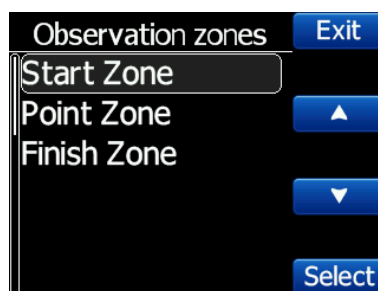 Observation zones
Exit
Start Zone
Point Zone
Finish Zone
Select